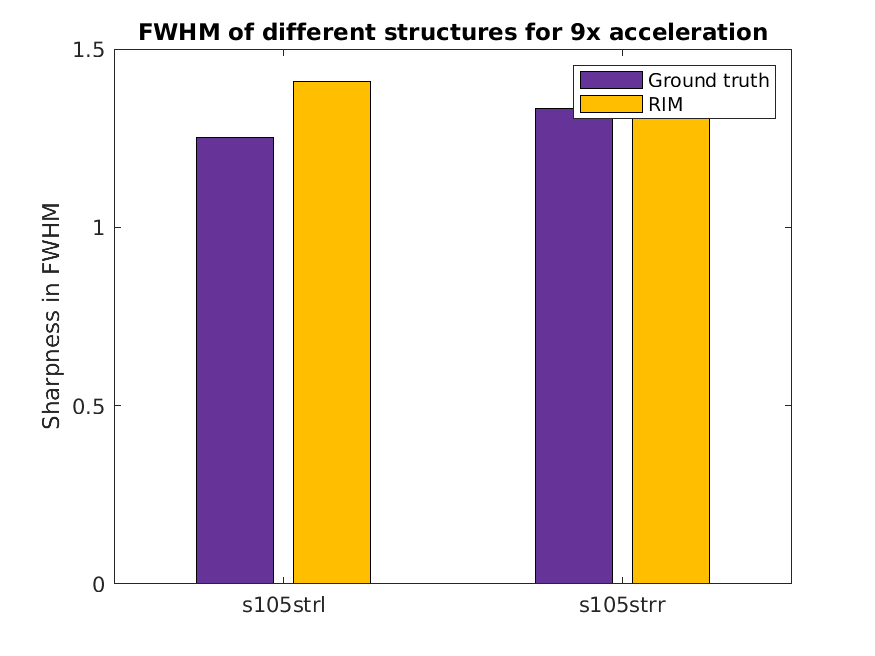 FWHM of different structures for 9x acceleration
1.5
Ground truth
RIM
1
Sharpness in FWHM
0.5
0
s105strl
s105strr